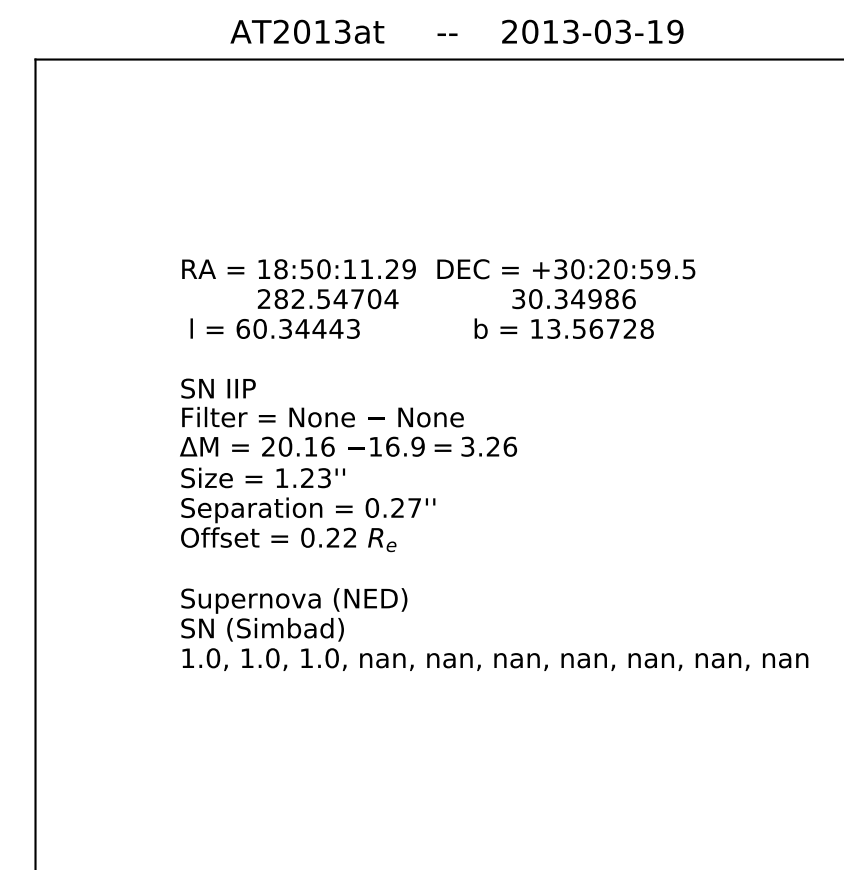 AT2013at -- 2013-03-19
RA = 18:50:11.29 DEC = +30:20:59.5
282.54704 30.34986
l = 60.34443 b = 13.56728
SN IIP
Filter = None − None
ΔM = 20.16 −16.9 = 3.26
Size = 1.23''
Separation = 0.27''
Offset = 0.22 Rₑ
Supernova (NED)
SN (Simbad)
1.0, 1.0, 1.0, nan, nan, nan, nan, nan, nan, nan